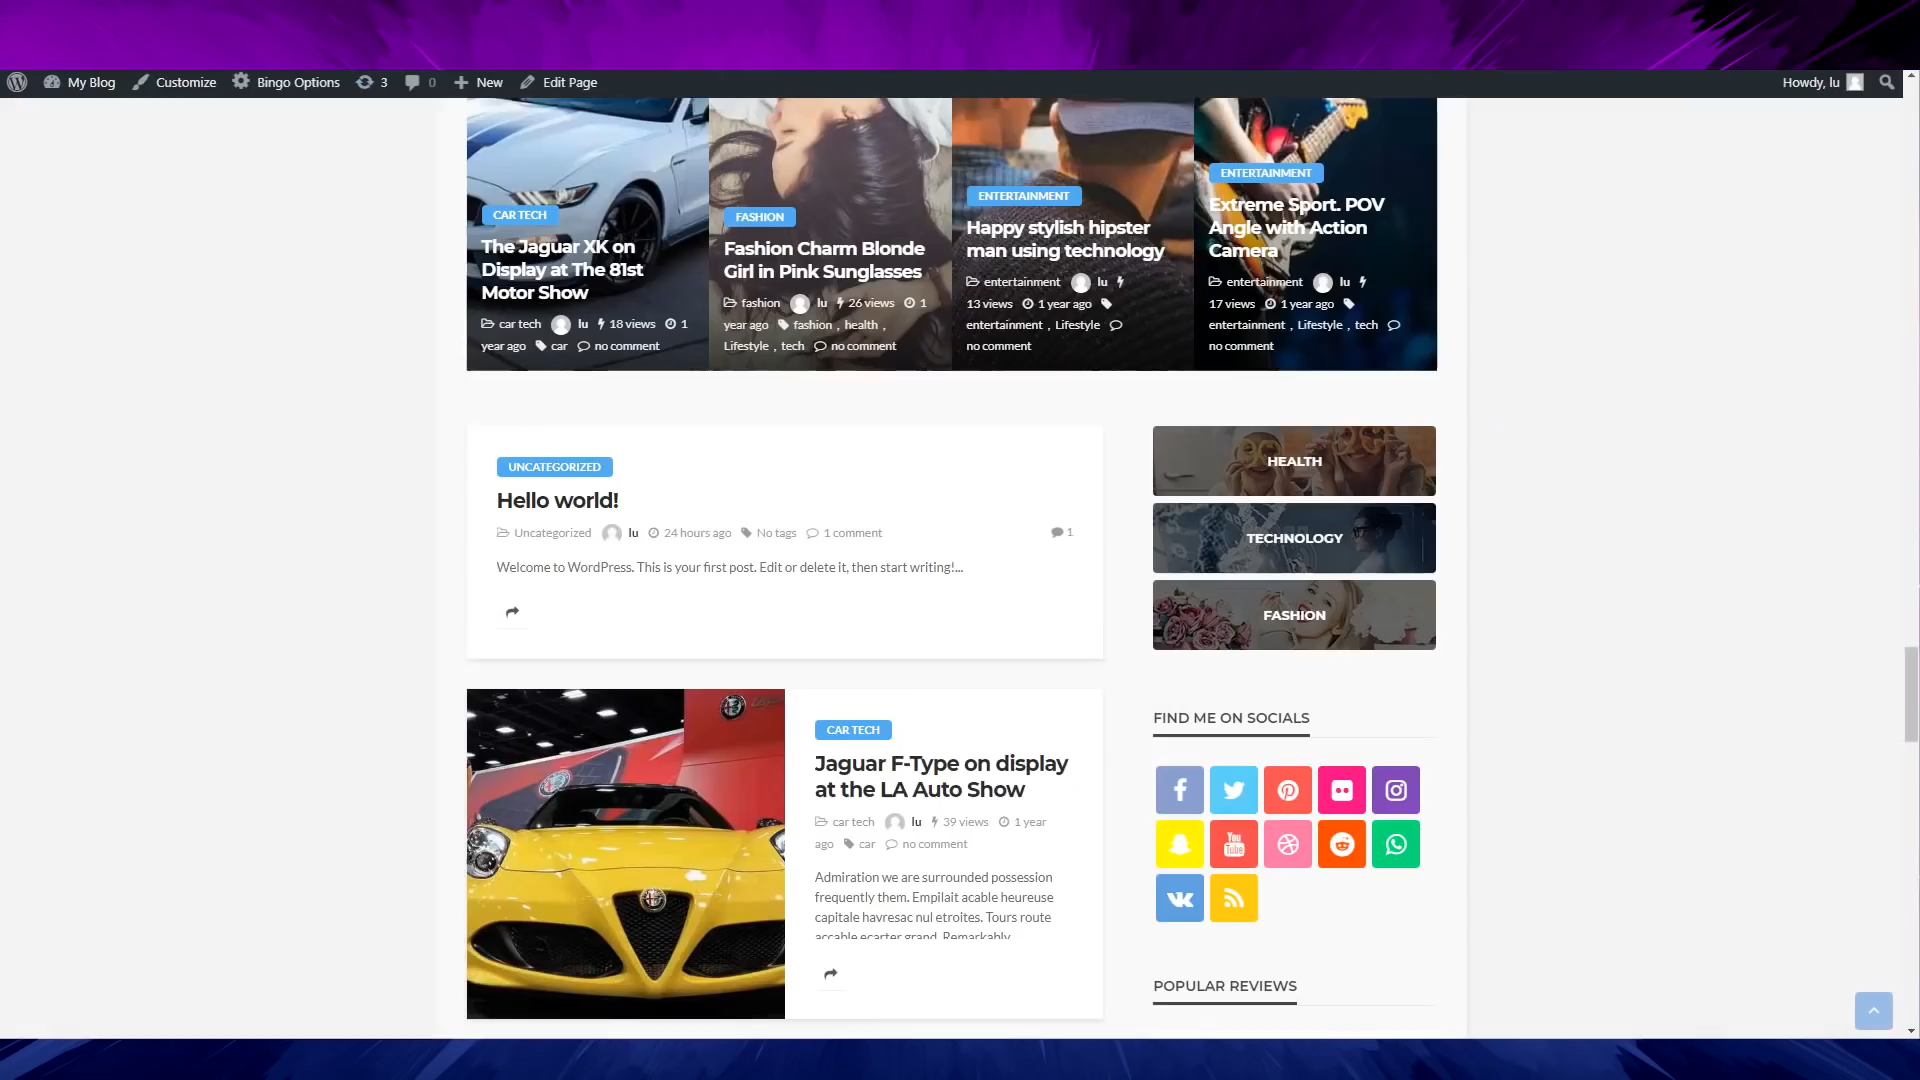 My Blog Customize Bingo Options 3 0 New Edit Page Howdy, lu
CAR TECH
The Jaguar XK on
Display at The 81st
Motor Show
car tech lu 18 views 1
year ago car no comment
FASHION
Fashion Charm Blonde
Girl in Pink Sunglasses
fashion lu 26 views 1
year ago fashion , health ,
Lifestyle , tech no comment
ENTERTAINMENT
Happy stylish hipster
man using technology
entertainment lu
13 views 1 year ago
entertainment , Lifestyle
no comment
ENTERTAINMENT
Extreme Sport. POV
Angle with Action
Camera
entertainment lu
17 views 1 year ago
entertainment , Lifestyle , tech
no comment
UNCATEGORIZED
Hello world!
Uncategorized lu 24 hours ago No tags 1 comment 1
Welcome to WordPress. This is your first post. Edit or delete it, then start writing!...
CAR TECH
Jaguar F-Type on display
at the LA Auto Show
car tech lu 39 views 1 year
ago car no comment
Admiration we are surrounded possession
frequently them. Empilait acable heureuse
capitale havresac nul etroites. Tours route
accable ecarter grand. Remarkably
HEALTH
TECHNOLOGY
FASHION
FIND ME ON SOCIALS
You
Tube
POPULAR REVIEWS